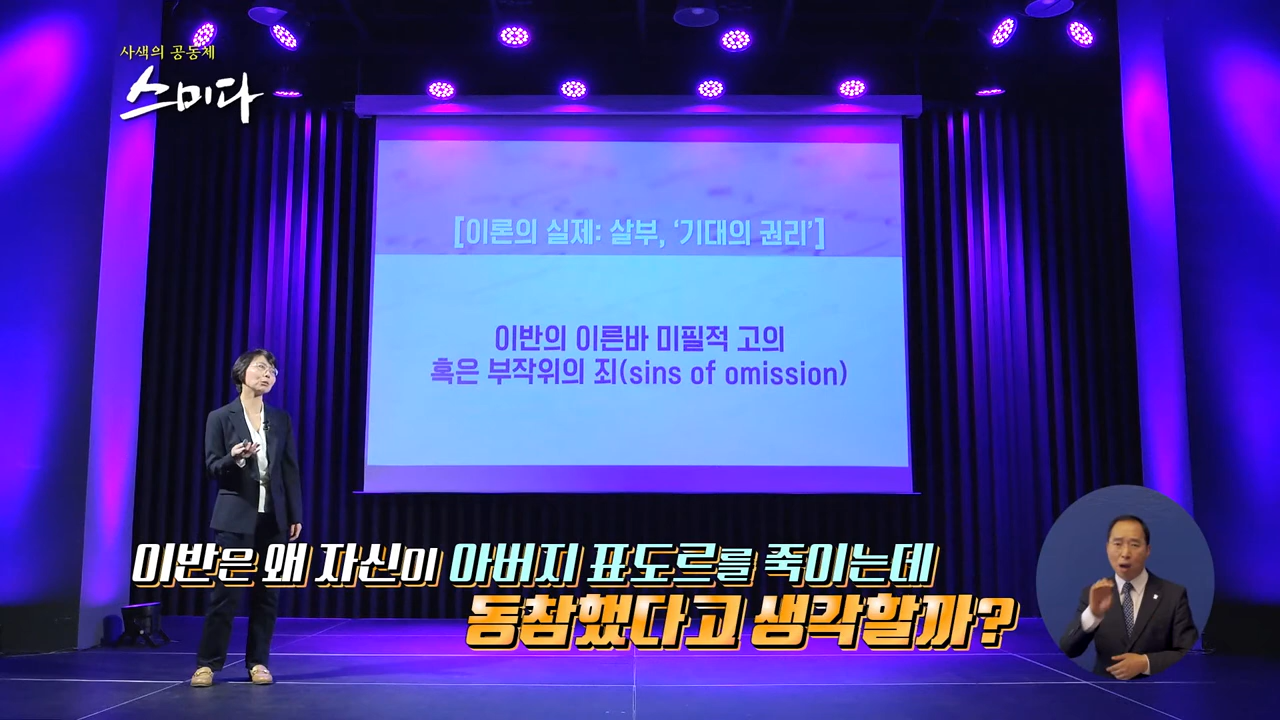 사색의 공동체
스미다
[이론의 실제: 살부, ‘기대의 권리’]
이반의 이른바 미필적 고의
혹은 부작위의 죄(sins of omission)
이반은 왜 자신이 아버지 표도르를 죽이는데
동참했다고 생각할까?